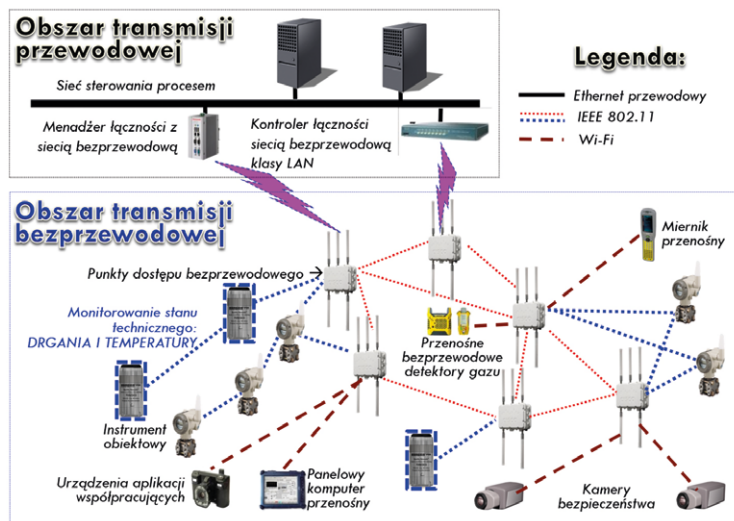 Obszar transmisji
przewodowej
Sieć sterowania procesem
Menadżer łączności z
siecią bezprzewodową
Kontroler łączności
siecią bezprzewodową
klasy LAN
Legenda:
Ethernet przewodowy
IEEE 802.11
Wi-Fi
Obszar transmisji
bezprzewodowej
Punkty dostępu bezprzewodowego
Miernik
przenośny
Monitorowanie stanu
technicznego:
DRGANIA I TEMPERATURY
Przenośne
bezprzewodowe
detektory gazu
Instrument
obiektowy
Urządzenia aplikacji
współpracujących
Panelowy
komputer
przenośny
Kamery
bezpieczeństwa